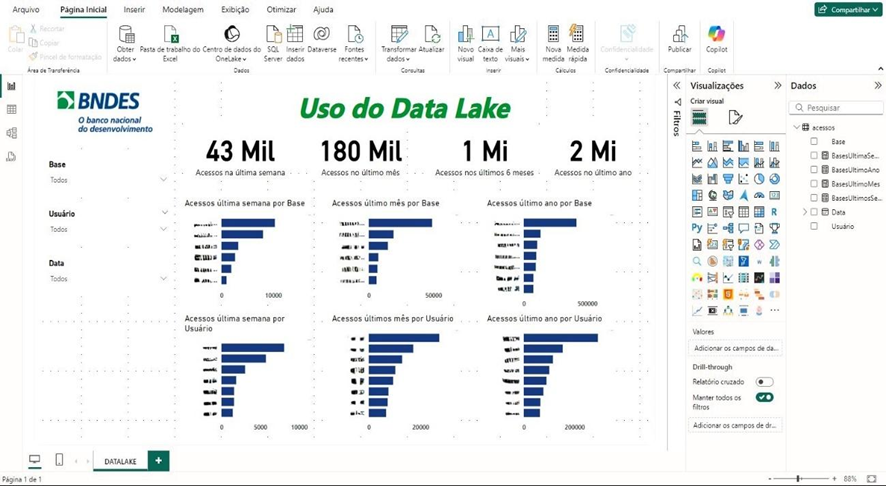 Arquivo Página Inicial Inserir Modelagem Exibição Otimizar Ajuda
Compartilhar
Colar
Recortar
Copiar
Pincel de formatação
Área de Transferência
Obter dados
Pasta de trabalho do Excel
Centro de dados do OneLake
SQL Server
Inserir dados
Dataverse
Fontes recentes
Dados
Transformar dados
Atualizar
Consultas
Novo visual
Caixa de texto
Mais visuais
Inserir
Nova medida
Medida rápida
Cálculos
Confidencialidade
Confidencialidade
Publicar
Compartilhar
Copilot
Copilot
BNDES
O banco nacional
do desenvolvimento
Uso do Data Lake
43 Mil 180 Mil 1 Mi 2 Mi
Acessos na última semana Acessos no último mês Acessos nos últimos 6 meses Acessos no último ano
Base
Todos
Usuário
Todos
Data
Todos
Acessos última semana por Base
0 10000
Acessos último mês por Base
0 50000
Acessos último ano por Base
0 500000
Acessos última semana por
Usuário
0 5000 10000
Acessos últimos mês por Usuário
0 20000
Acessos último ano por Usuário
0 200000
Filtros
Visualizações
Criar visual
Valores
Adicionar os campos de da...
Drill-through
Relatório cruzado
Manter todos os
filtros
Adicionar os campos de dr...
Dados
Pesquisar
acessos
Base
BasesUltimaSe...
BasesUltimoAno
BasesUltimoMes
BasesUltimosSe...
Data
Usuário
DATALAKE
Página 1 de 1
88%